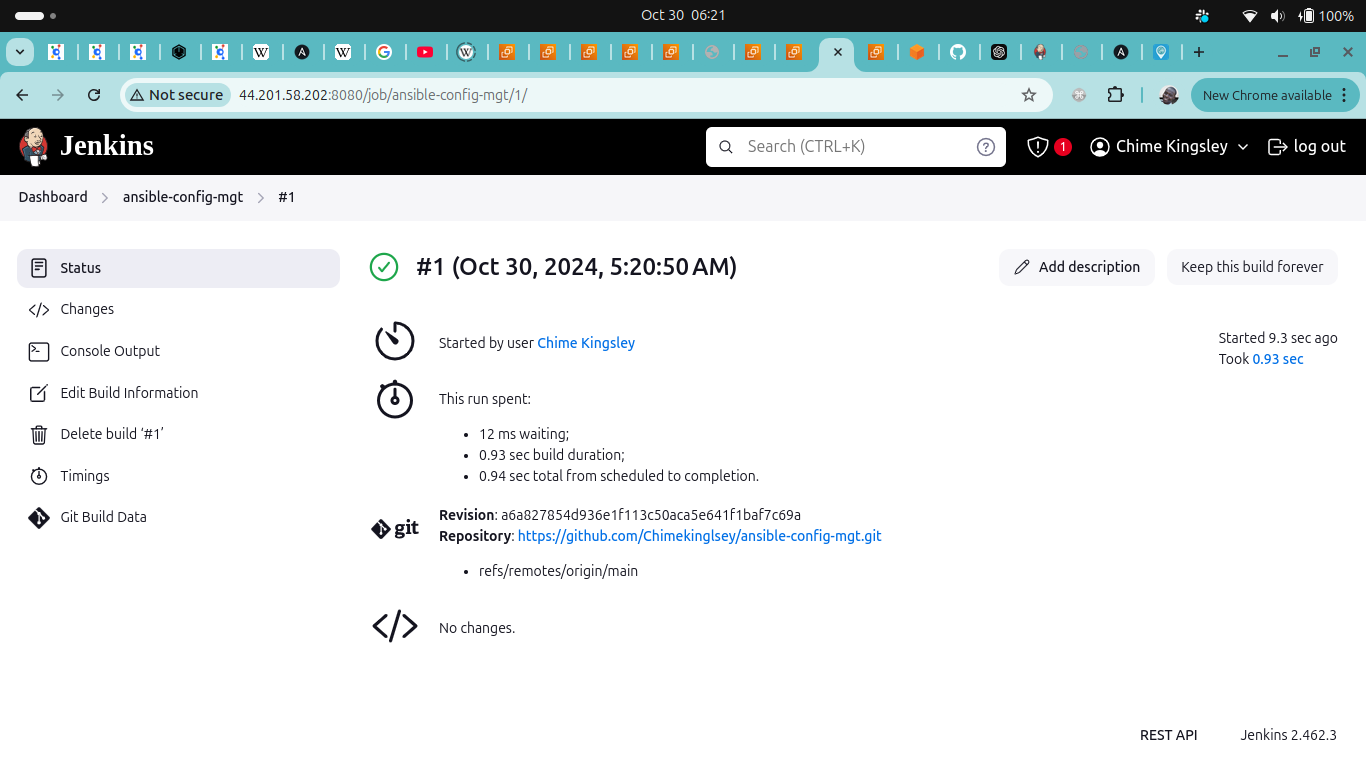 Oct 30 06:21
100%
Not secure
44.201.58.202:8080/job/ansible-config-mgt/1/
New Chrome available
Jenkins
Search (CTRL+K)
1
Chime Kingsley
log out
Dashboard
ansible-config-mgt
#1
Status
Changes
Console Output
Edit Build Information
Delete build ‘#1’
Timings
Git Build Data
#1 (Oct 30, 2024, 5:20:50 AM)
Add description
Keep this build forever
Started by user Chime Kingsley
Started 9.3 sec ago
Took 0.93 sec
This run spent:
12 ms waiting;
0.93 sec build duration;
0.94 sec total from scheduled to completion.
git
Revision: a6a827854d936e1f113c50aca5e641f1baf7c69a
Repository: https://github.com/Chimekinglsey/ansible-config-mgt.git
refs/remotes/origin/main
No changes.
REST API
Jenkins 2.462.3